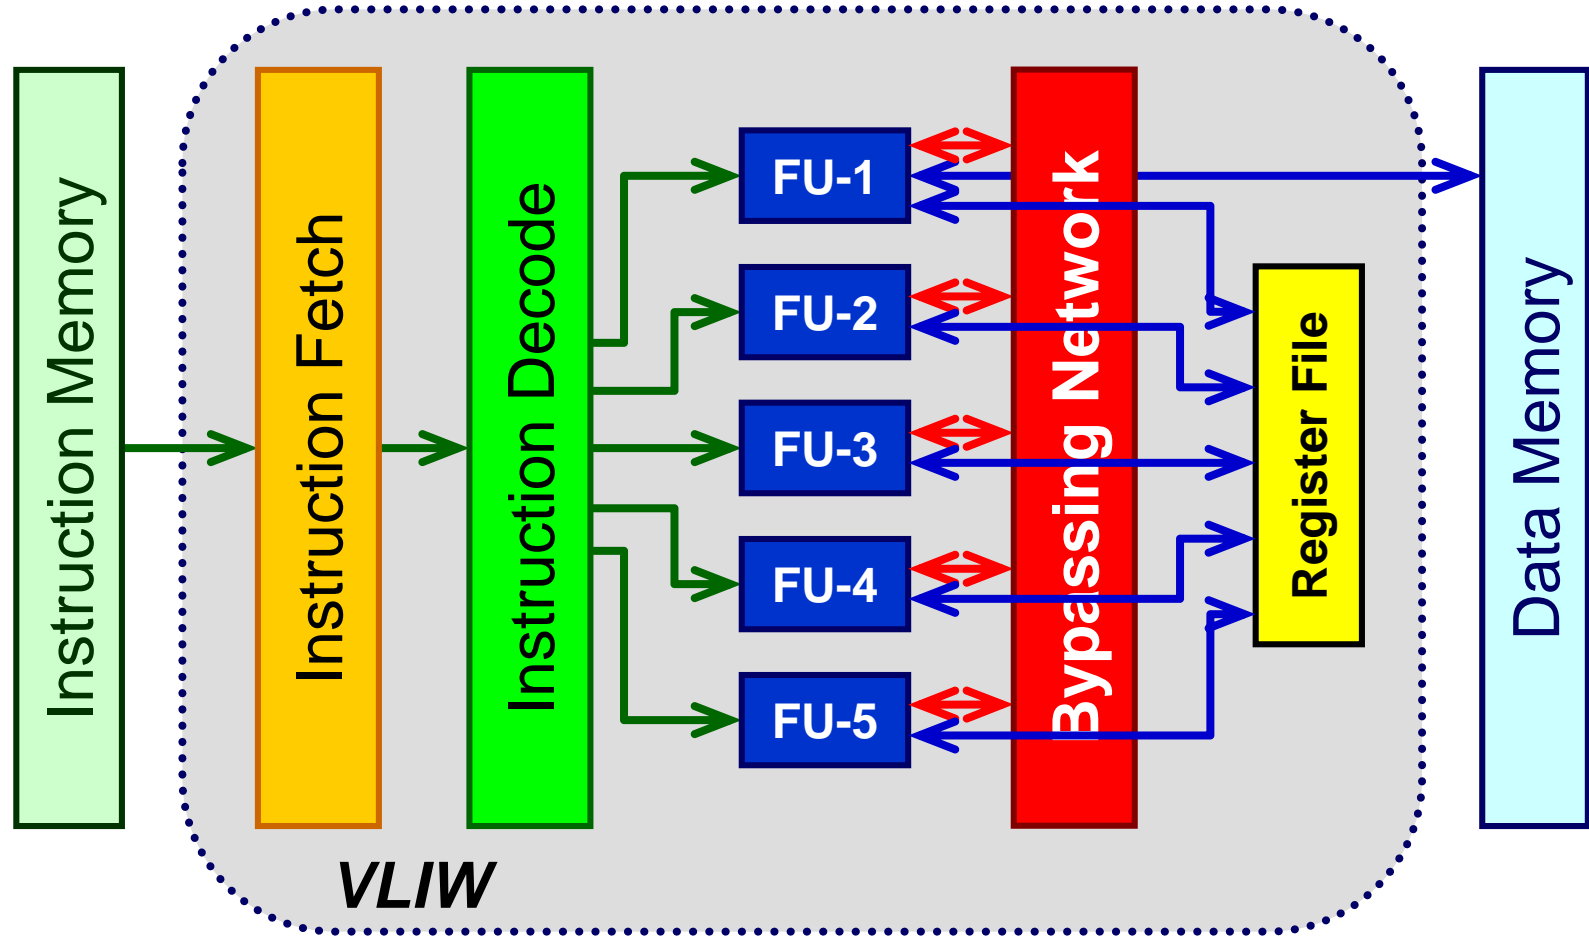 Instruction Memory
Instruction Fetch
Instruction Decode
FU-1
FU-2
FU-3
FU-4
FU-5
Bypassing Network
Register File
Data Memory
VLIW